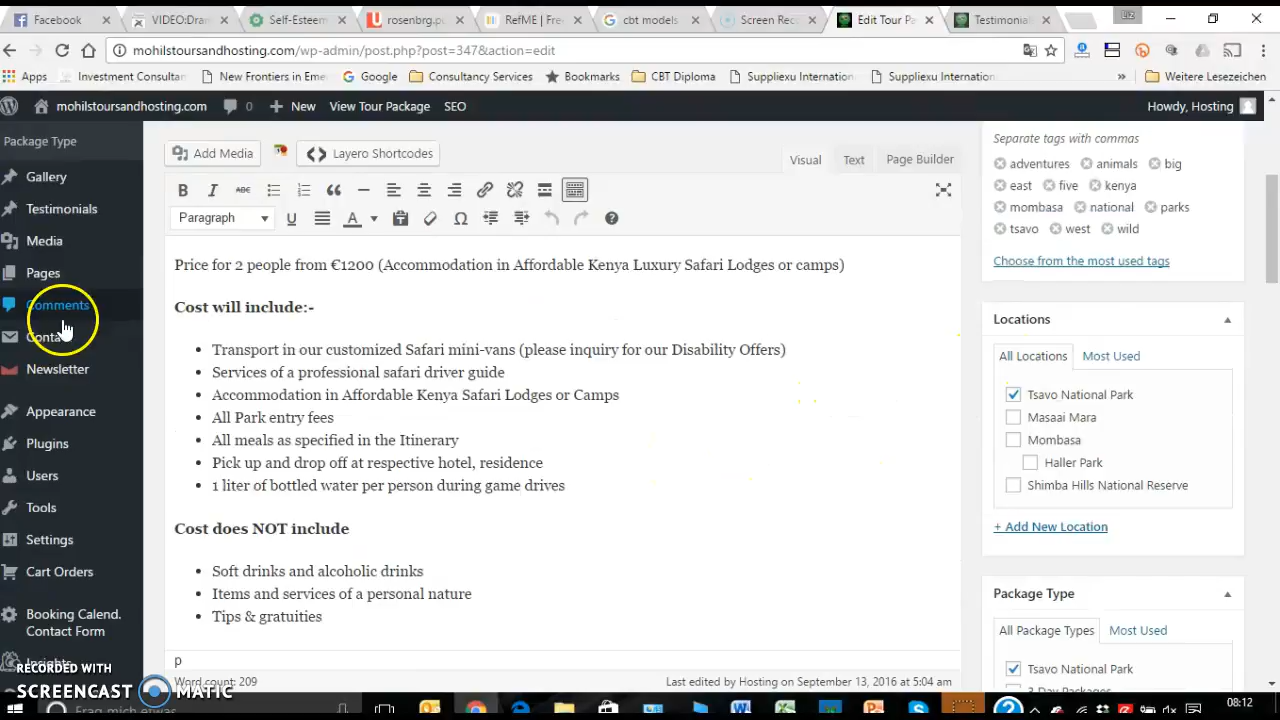 Facebook
VIDEO:Dram
Self-Esteem
rosenbrg.pu
RefME | Fre
cbt models
Screen Rec
Edit Tour Pa
Testimonia
Liz
mohilstoursandhosting.com/wp-admin/post.php?post=347&action=edit
Apps
Investment Consultan
New Frontiers in Eme
Google
Consultancy Services
Bookmarks
CBT Diploma
Suppliexu Internation
Suppliexu Internation
»
Weitere Lesezeichen
mohilstoursandhosting.com
0
New
View Tour Package
SEO
Howdy, Hosting
Package Type
Gallery
Testimonials
Media
Pages
Comments
Conta
Newsletter
Appearance
Plugins
Users
Tools
Settings
Cart Orders
Booking Calend.
Contact Form
Insights
Add Media
Layero Shortcodes
Visual
Text
Page Builder
Paragraph
Price for 2 people from €1200 (Accommodation in Affordable Kenya Luxury Safari Lodges or camps)
Cost will include:-
• Transport in our customized Safari mini-vans (please inquiry for our Disability Offers)
• Services of a professional safari driver guide
• Accommodation in Affordable Kenya Safari Lodges or Camps
• All Park entry fees
• All meals as specified in the Itinerary
• Pick up and drop off at respective hotel, residence
• 1 liter of bottled water per person during game drives
Cost does NOT include
• Soft drinks and alcoholic drinks
• Items and services of a personal nature
• Tips & gratuities
p
Word count: 209
Last edited by Hosting on September 13, 2016 at 5:04 am
Separate tags with commas
adventures animals big
east five kenya
mombasa national parks
tsavo west wild
Choose from the most used tags
Locations
All Locations
Most Used
Tsavo National Park
Masaai Mara
Mombasa
Haller Park
Shimba Hills National Reserve
+ Add New Location
Package Type
All Package Types
Most Used
Tsavo National Park
3 Day Packages
RECORDED WITH
SCREENCAST MATIC
Frag mich etwas
08:12